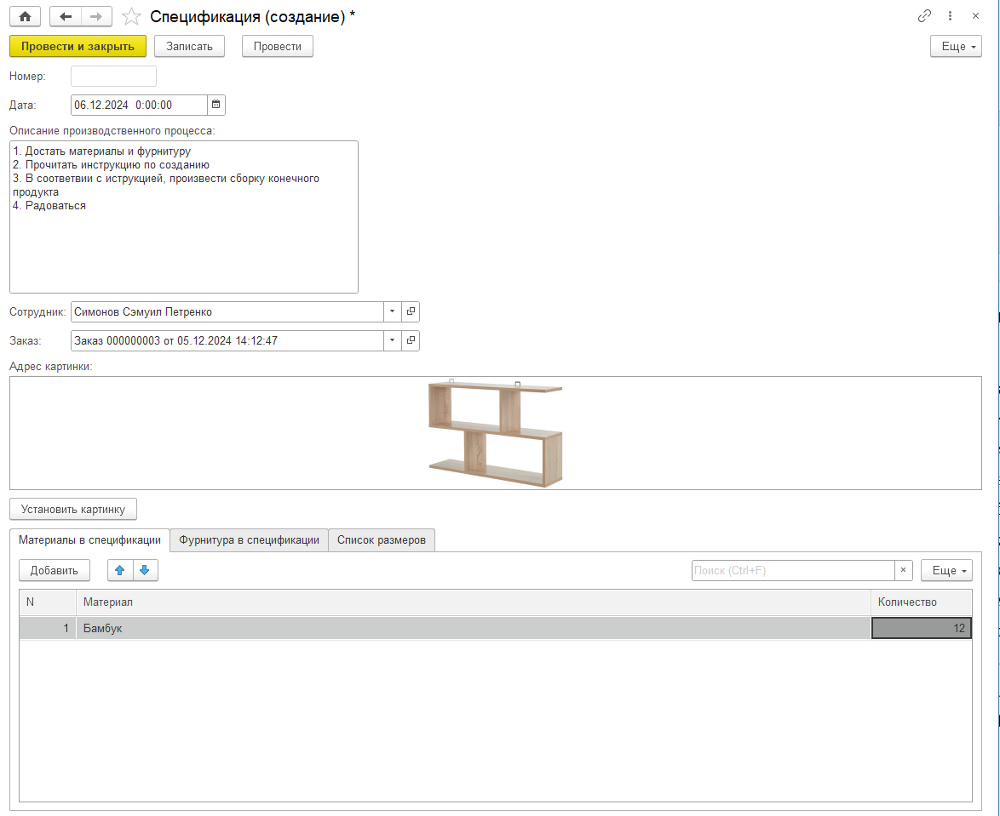 Спецификация (создание) *
Провести и закрыть Записать Провести Еще
Номер:
Дата: 06.12.2024 0:00:00
Описание производственного процесса:
1. Достать материалы и фурнитуру
2. Прочитать инструкцию по созданию
3. В соответвии с иструкцией, произвести сборку конечного
продукта
4. Радоваться
Сотрудник: Симонов Сэмуил Петренко
Заказ: Заказ 000000003 от 05.12.2024 14:12:47
Адрес картинки:
Установить картинку
Материалы в спецификации Фурнитура в спецификации Список размеров
Добавить Поиск (Ctrl+F) × Еще
N Материал Количество
1 Бамбук 12